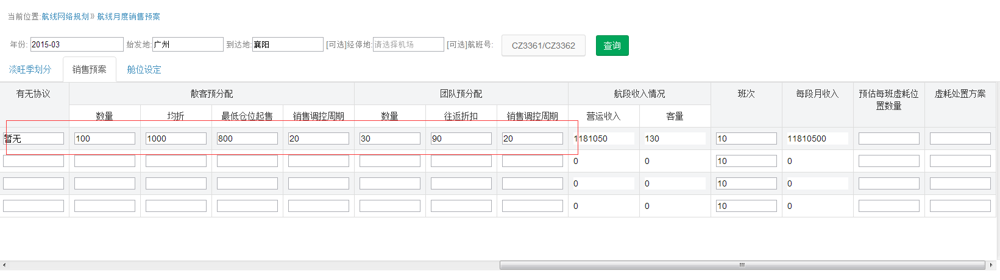 当前位置:航线网络规划» 航线月度销售预案
年份: 2015-03 始发地: 广州 到达地: 襄阳 [可选]经停地: 请选择机场 [可选]航班号: CZ3361/CZ3362 查询
淡旺季划分 销售预案 舱位设定
有无协议 散客预分配 团队预分配 航段收入情况 班次 每段月收入 预估每班虚耗位置数量 虚耗处置方案
数量 均折 最低仓位起售 销售调控周期 数量 往返折扣 销售调控周期 营运收入 客量
暂无 100 1000 800 20 30 90 20 1181050 130 10 11810500
0 0 10 0
0 0 10 0
0 0 10 0